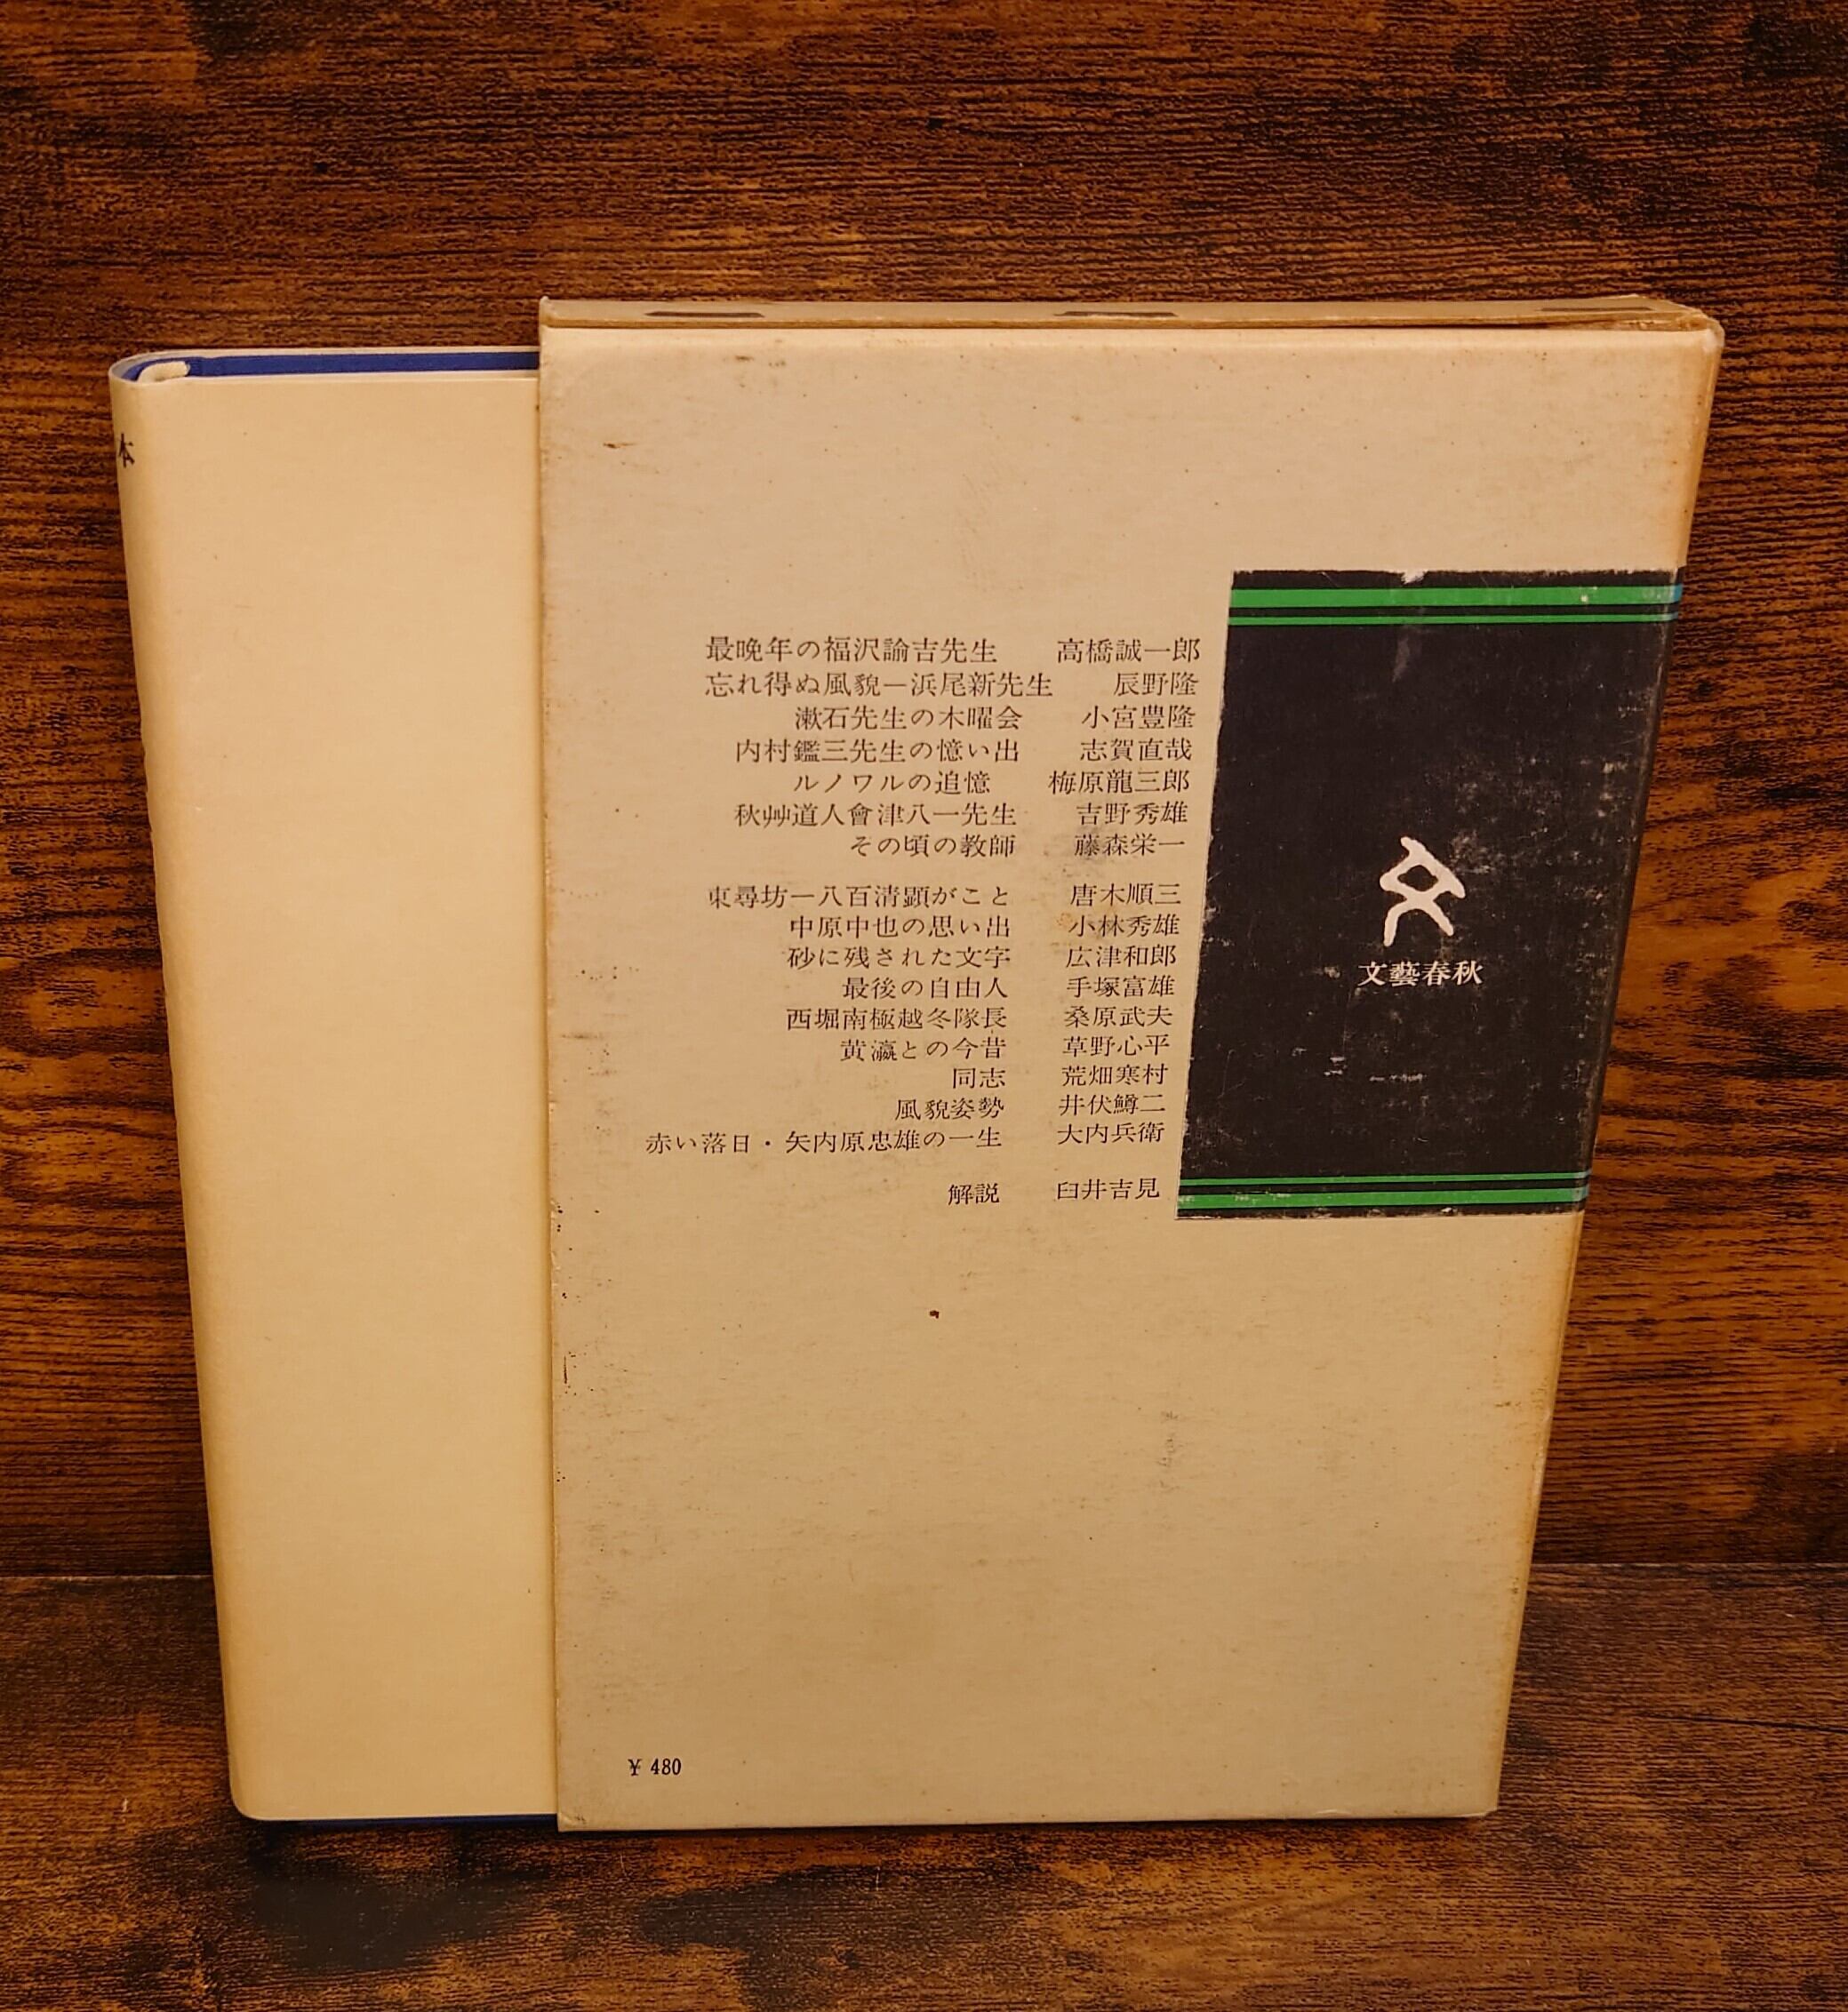 本
最晩年の福沢諭吉先生　高橋誠一郎
忘れ得ぬ風貌―浜尾新先生　辰野隆
漱石先生の木曜会　小宮豊隆
内村鑑三先生の憶い出　志賀直哉
ルノワルの追憶　梅原龍三郎
秋艸道人會津八一先生　吉野秀雄
その頃の教師　藤森栄一
東尋坊―八百清顕がこと　唐木順三
中原中也の思い出　小林秀雄
砂に残された文字　広津和郎
最後の自由人　手塚富雄
西堀南極越冬隊長　桑原武夫
黄瀛との今昔　草野心平
同志　荒畑寒村
風貌姿勢　井伏鱒二
赤い落日・矢内原忠雄の一生　大内兵衛
解説　臼井吉見
文藝春秋
¥ 480